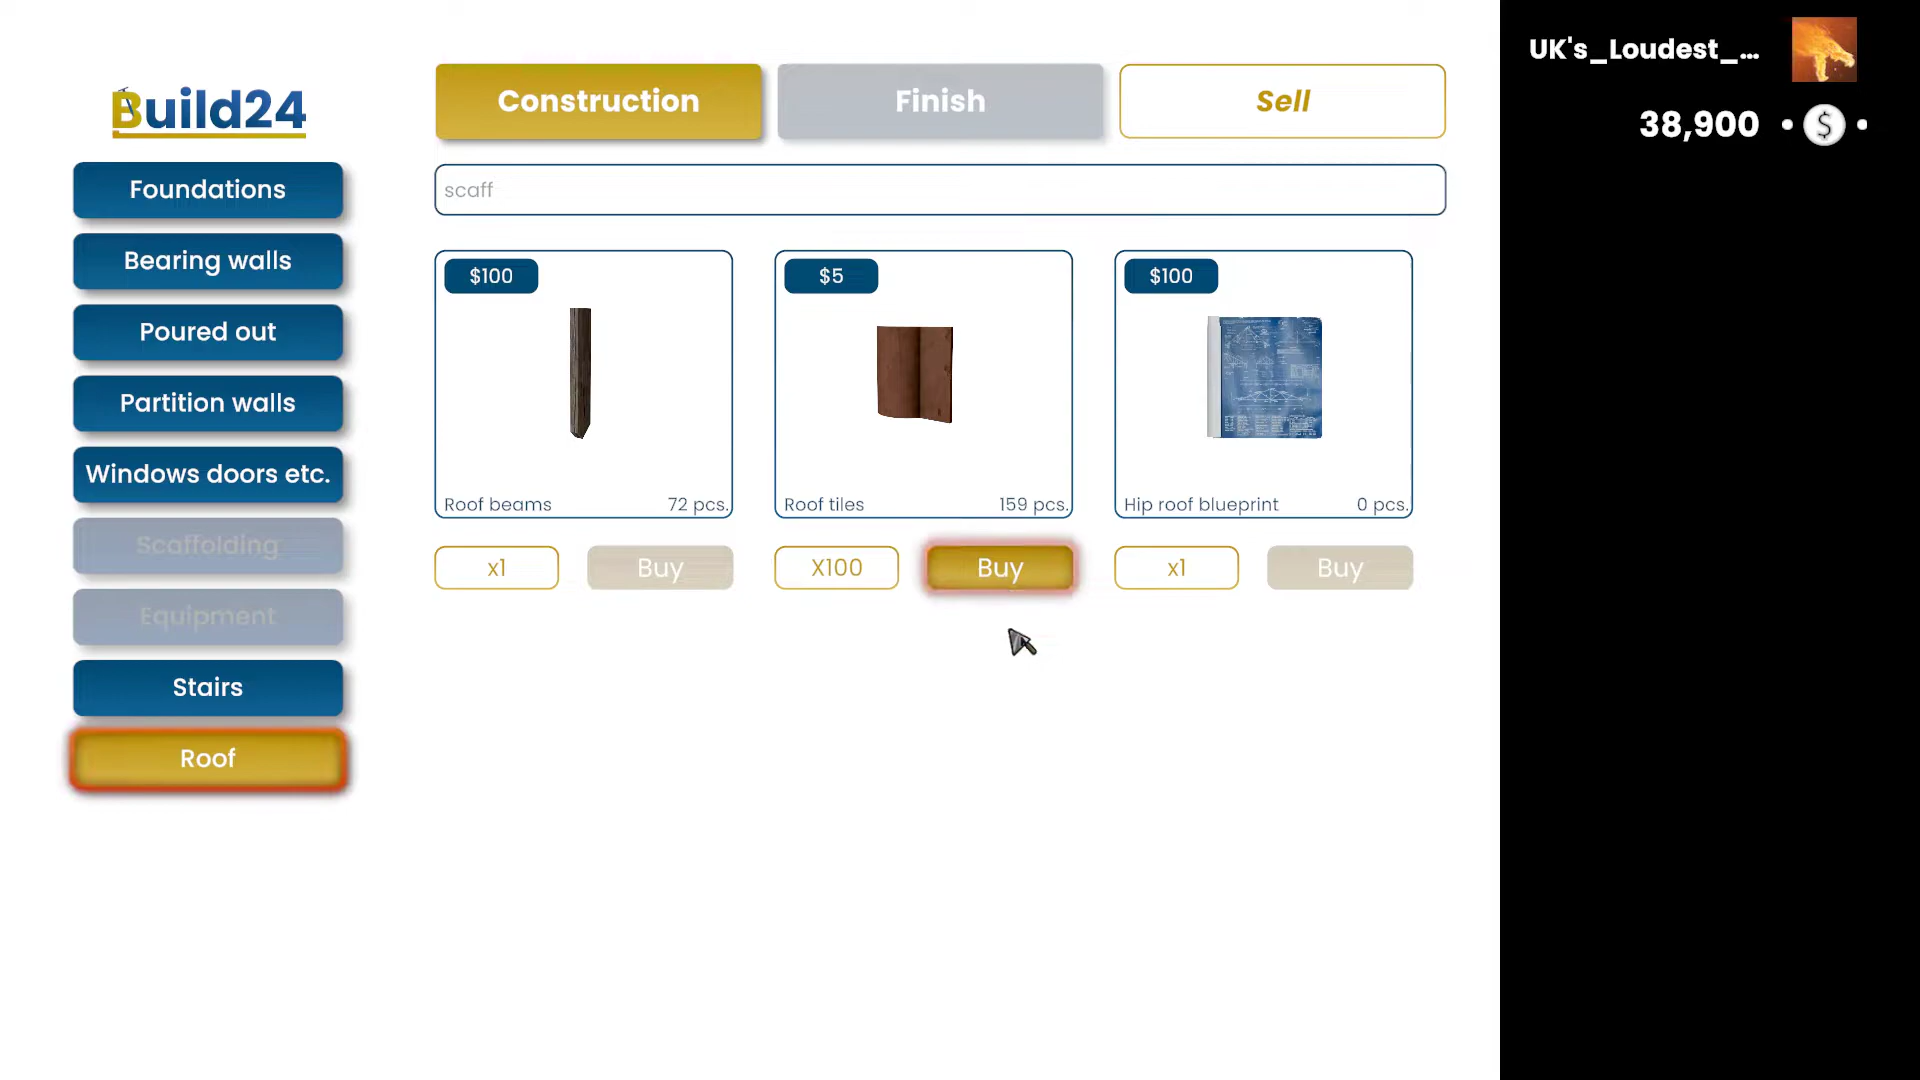 Build24
Foundations
Bearing walls
Poured out
Partition walls
Windows doors etc.
Scaffolding
Equipment
Stairs
Roof
Construction
Finish
Sell
scaff
$100
Roof beams
72 pcs.
x1
Buy
$5
Roof tiles
159 pcs.
X100
Buy
$100
Hip roof blueprint
0 pcs.
x1
Buy
UK's_Loudest_...
38,900
$